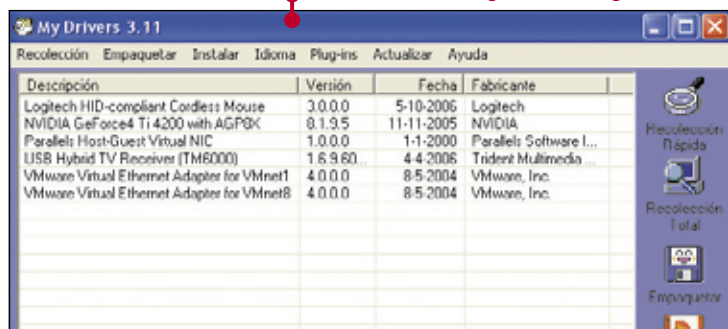 My Drivers 3.11
Recolección Empaquetar Instalar Idioma Plug-ins Actualizar Ayuda
Descripción Versión Fecha Fabricante
Logitech HID-compliant Cordless Mouse 3.0.0.0 5-10-2006 Logitech
NVIDIA GeForce4 Ti 4200 with AGP8X 8.1.9.5 11-11-2005 NVIDIA
Parallels Host-Guest Virtual NIC 1.0.0.0 1-1-2000 Parallels Software I...
USB Hybrid TV Receiver (TM6000) 1.6.9.60... 4-4-2006 Trident Multimedia ...
VMware Virtual Ethernet Adapter for VMnet1 4.0.0.0 8-5-2004 VMware, Inc.
VMware Virtual Ethernet Adapter for VMnet8 4.0.0.0 8-5-2004 VMware, Inc.
Recolección
Rápida
Recolección
Total
Empaquetar